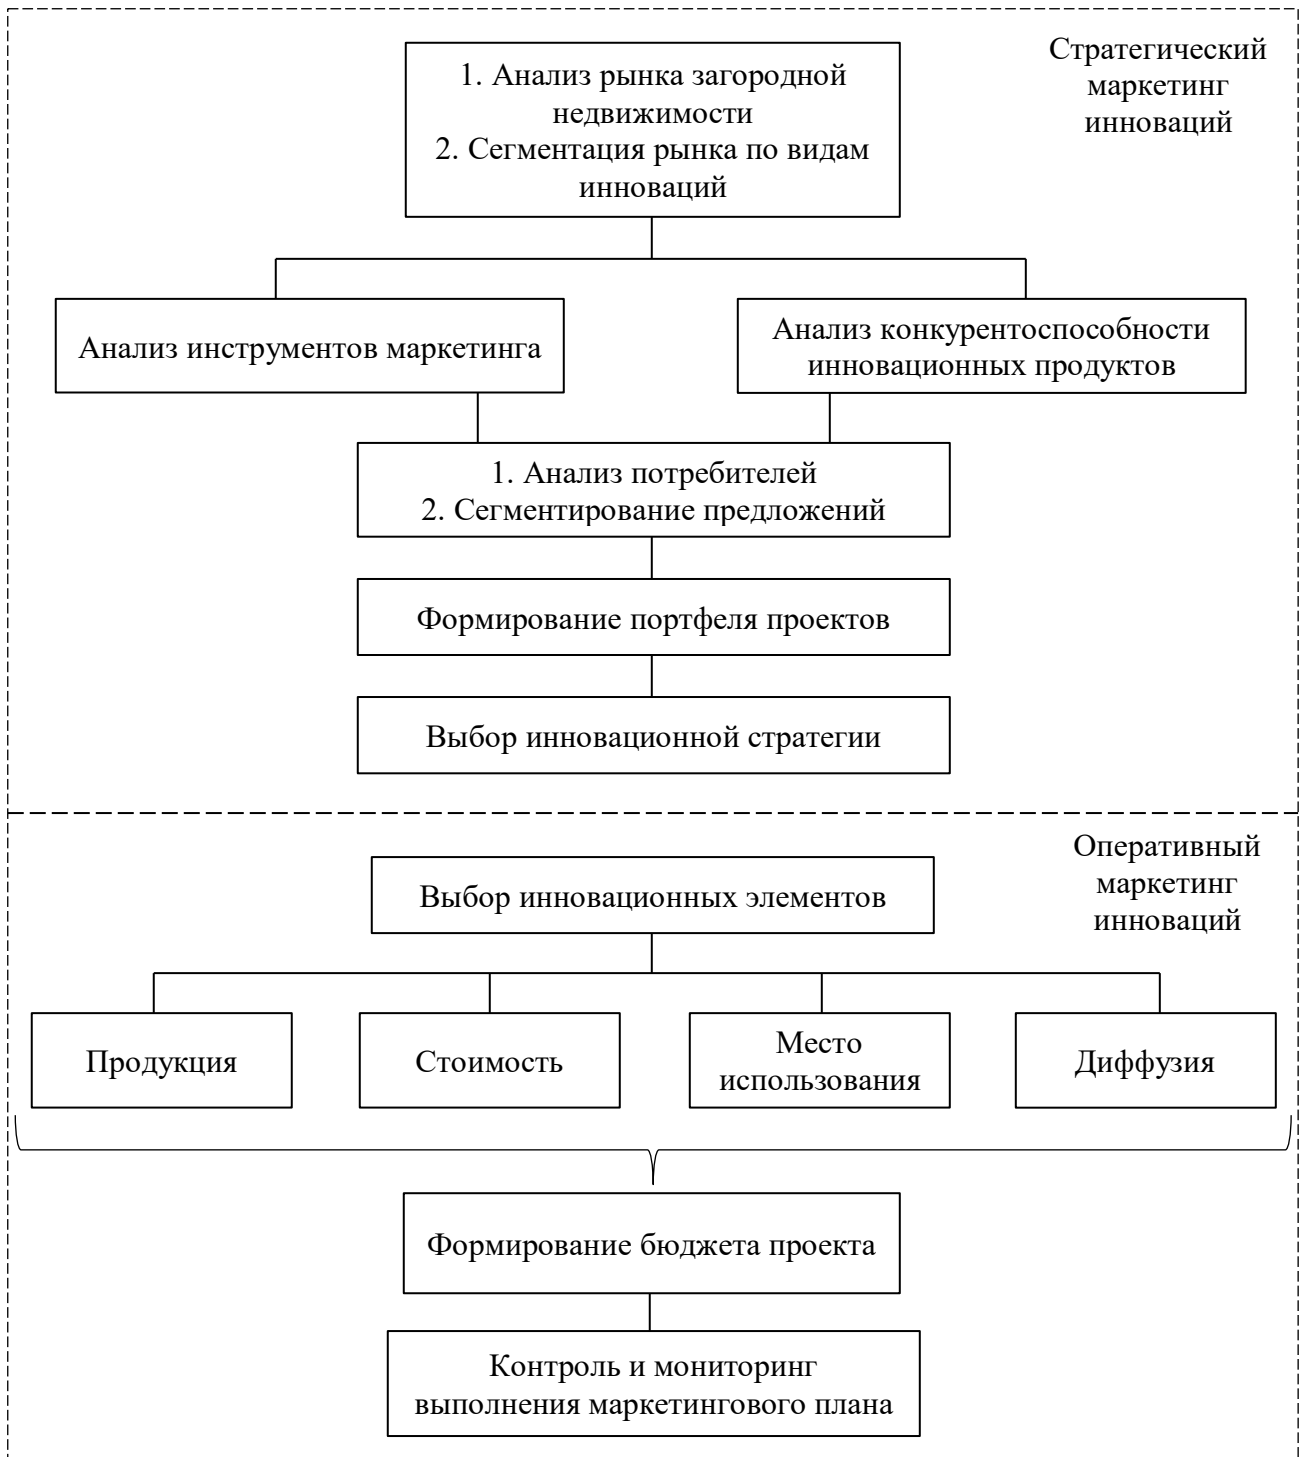 Стратегический
маркетинг
инноваций
1. Анализ рынка загородной
недвижимости
2. Сегментация рынка по видам
инноваций
Анализ инструментов маркетинга
Анализ конкурентоспособности
инновационных продуктов
1. Анализ потребителей
2. Сегментирование предложений
Формирование портфеля проектов
Выбор инновационной стратегии
Оперативный
маркетинг
инноваций
Выбор инновационных элементов
Продукция
Стоимость
Место
использования
Диффузия
Формирование бюджета проекта
Контроль и мониторинг
выполнения маркетингового плана